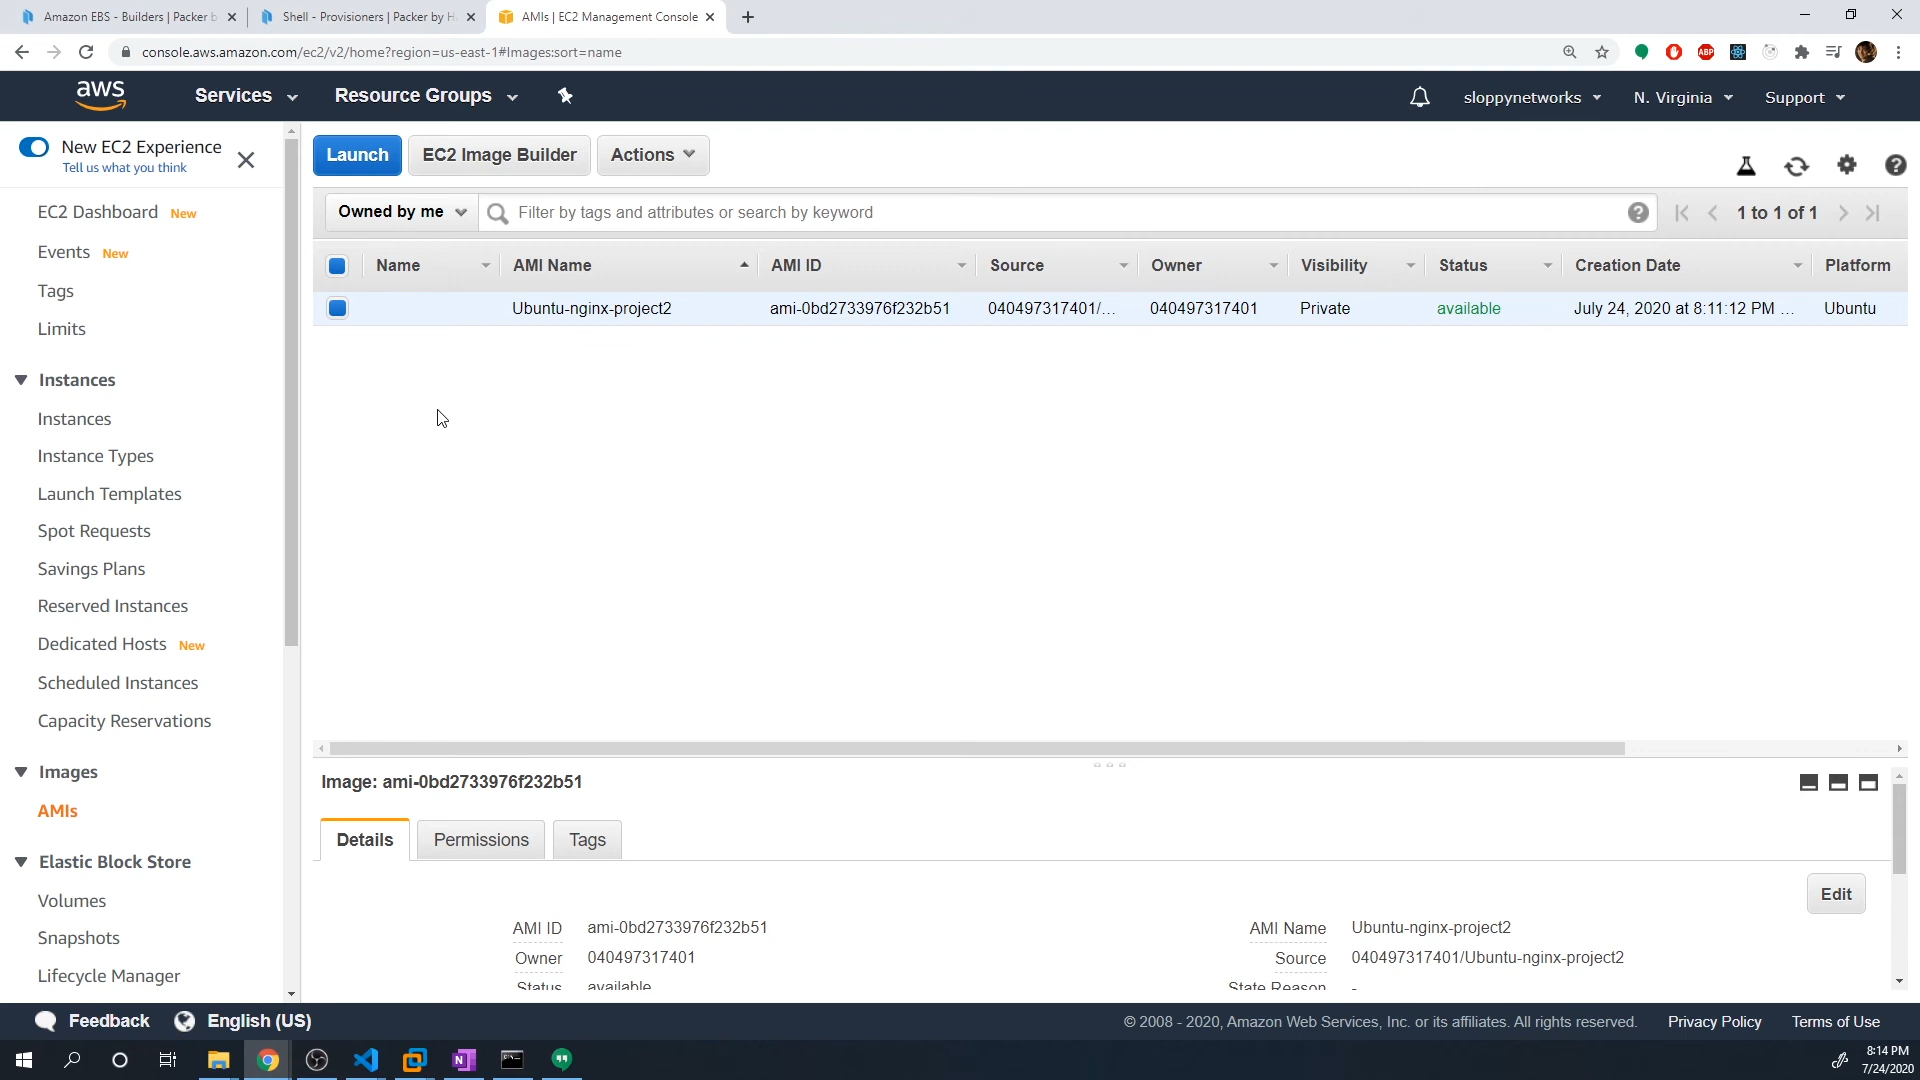 Amazon EBS - Builders | Packer b
Shell - Provisioners | Packer by H
AMIs | EC2 Management Console
console.aws.amazon.com/ec2/v2/home?region=us-east-1#Images:sort=name
ABP
aws
Services
Resource Groups
sloppynetworks
N. Virginia
Support
New EC2 Experience
Tell us what you think
EC2 Dashboard New
Events New
Tags
Limits
Instances
Instances
Instance Types
Launch Templates
Spot Requests
Savings Plans
Reserved Instances
Dedicated Hosts New
Scheduled Instances
Capacity Reservations
Images
AMIs
Elastic Block Store
Volumes
Snapshots
Lifecycle Manager
Launch
EC2 Image Builder
Actions
Owned by me
Filter by tags and attributes or search by keyword
1 to 1 of 1
Name AMI Name AMI ID Source Owner Visibility Status Creation Date Platform
Ubuntu-nginx-project2 ami-0bd2733976f232b51 040497317401/... 040497317401 Private available July 24, 2020 at 8:11:12 PM ... Ubuntu
Image: ami-0bd2733976f232b51
Details
Permissions
Tags
Edit
AMI ID ami-0bd2733976f232b51
AMI Name Ubuntu-nginx-project2
Owner 040497317401
Source 040497317401/Ubuntu-nginx-project2
Status available
State Reason -
Feedback
English (US)
© 2008 - 2020, Amazon Web Services, Inc. or its affiliates. All rights reserved.
Privacy Policy
Terms of Use
8:14 PM
7/24/2020